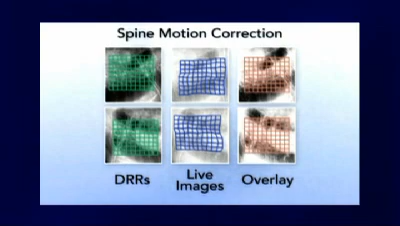 Spine Motion Correction
DRRs
Live
Images
Overlay